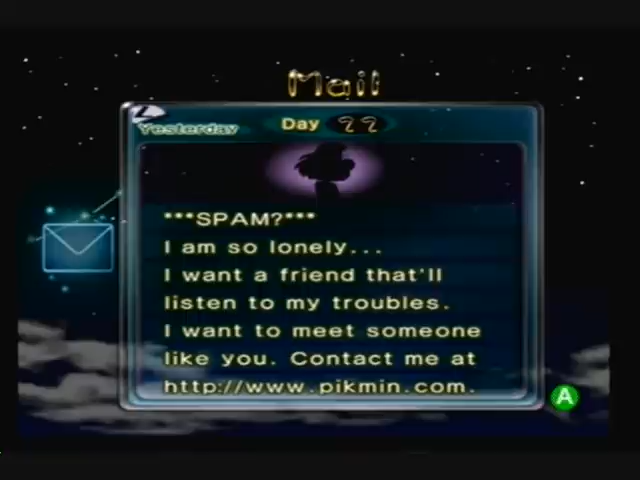 Mail
L
Yesterday
Day 22
***SPAM?***
I am so lonely...
I want a friend that'll
listen to my troubles.
I want to meet someone
like you. Contact me at
http://www.pikmin.com.
A